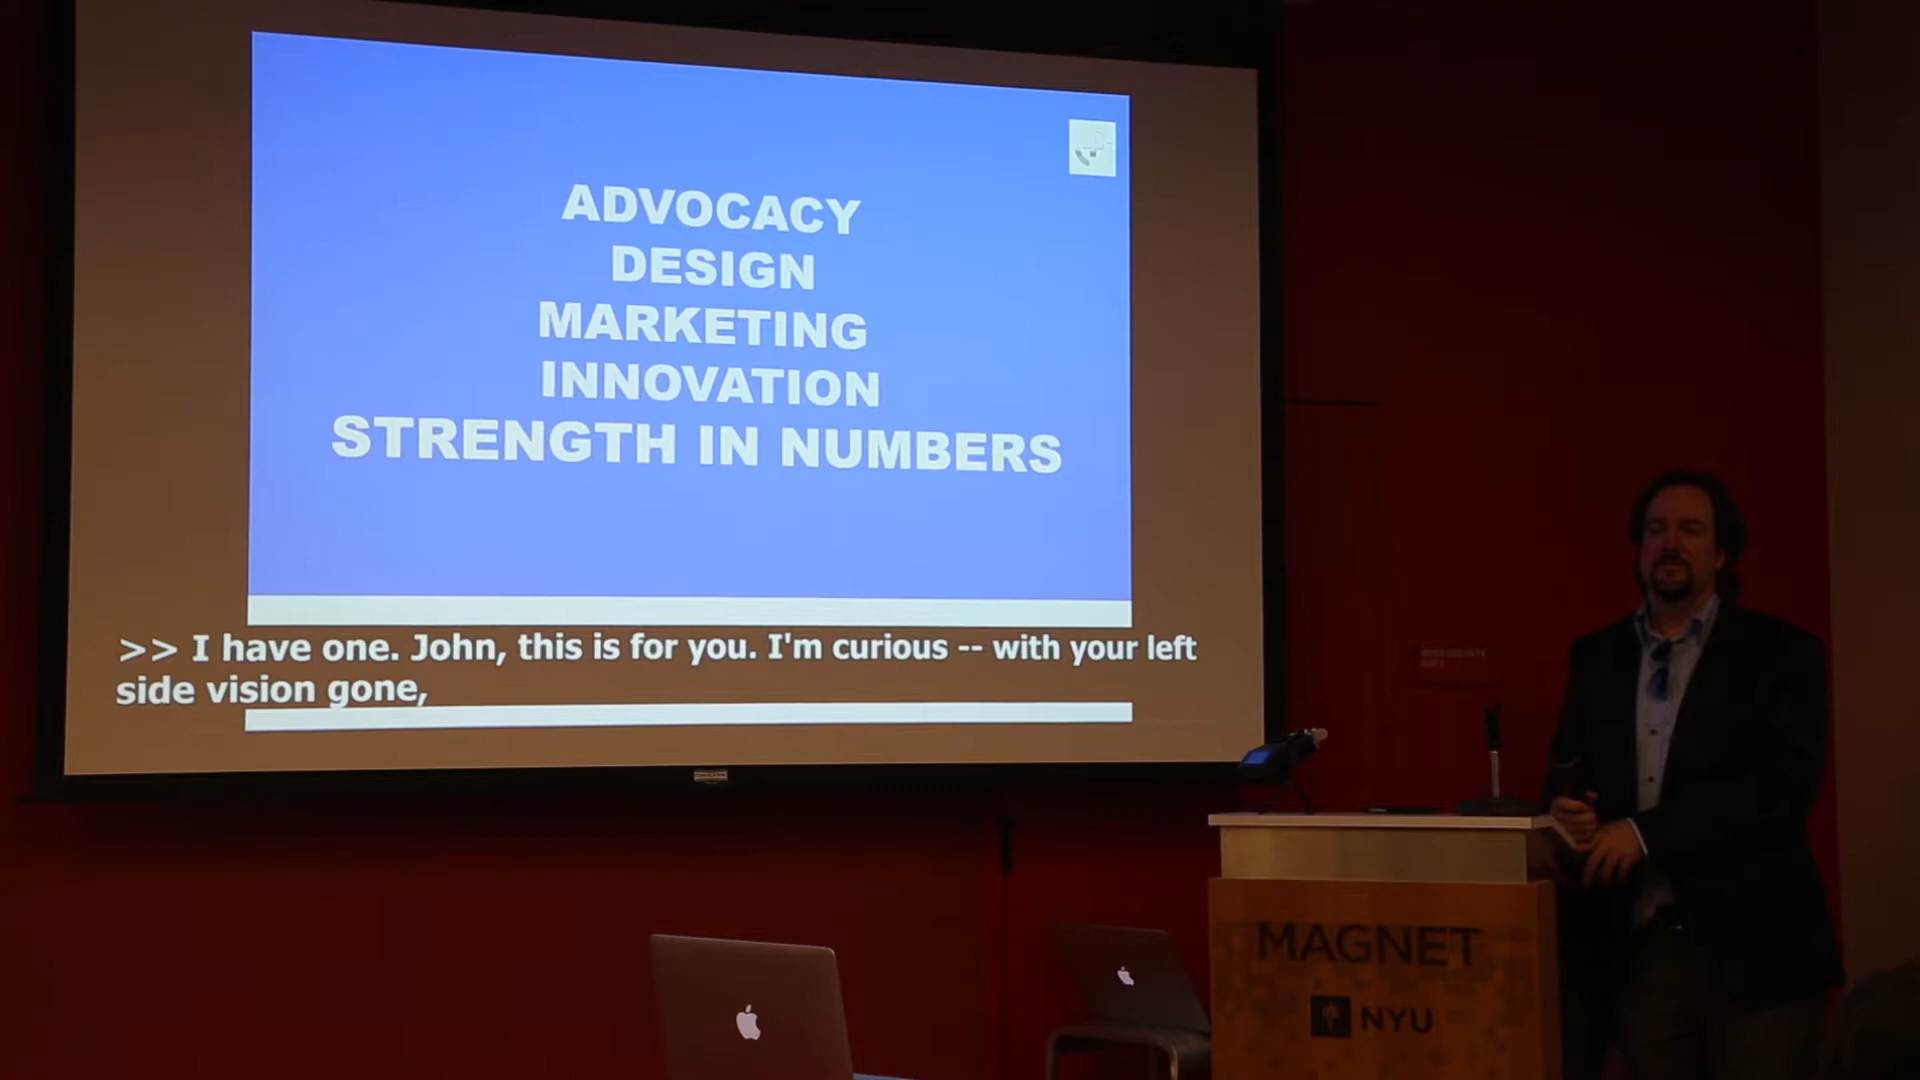 ADVOCACY
DESIGN
MARKETING
INNOVATION
STRENGTH IN NUMBERS
>> I have one. John, this is for you. I'm curious -- with your left
side vision gone,
MAGNET
NYU